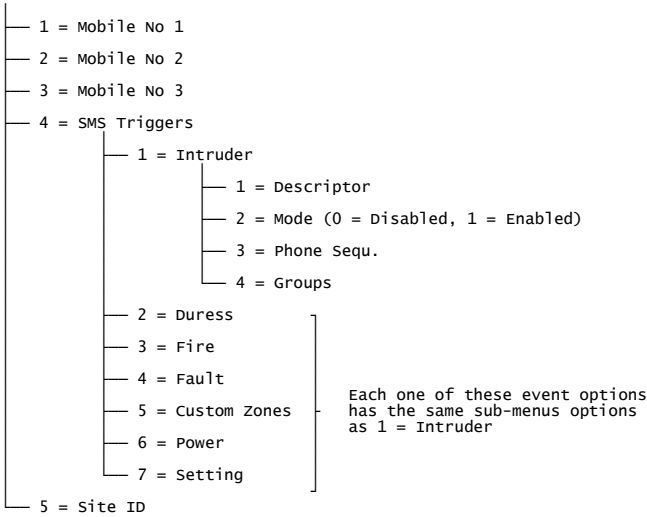 1 = Mobile No 1
2 = Mobile No 2
3 = Mobile No 3
4 = SMS Triggers
1 = Intruder
1 = Descriptor
2 = Mode (0 = Disabled, 1 = Enabled)
3 = Phone Sequ.
4 = Groups
2 = Duress
3 = Fire
4 = Fault
5 = Custom Zones
6 = Power
7 = Setting
Each one of these event options
has the same sub-menus options
as 1 = Intruder
5 = Site ID